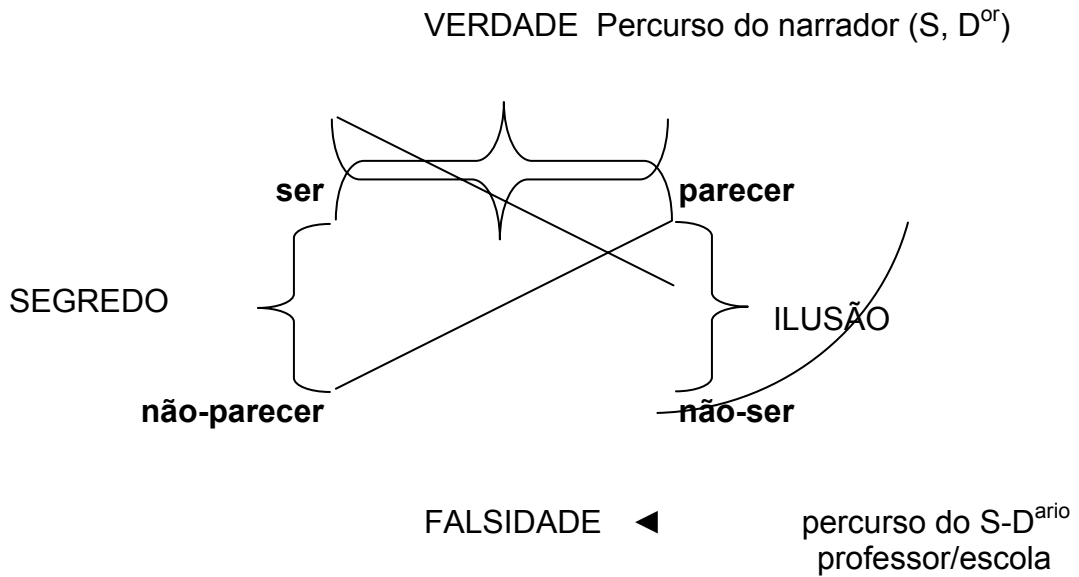 VERDADE Percurso do narrador (S, D^or)
ser parecer
SEGREDO ILUSÃO
não-parecer não-ser
FALSIDADE ◄ percurso do S-D^ario
professor/escola